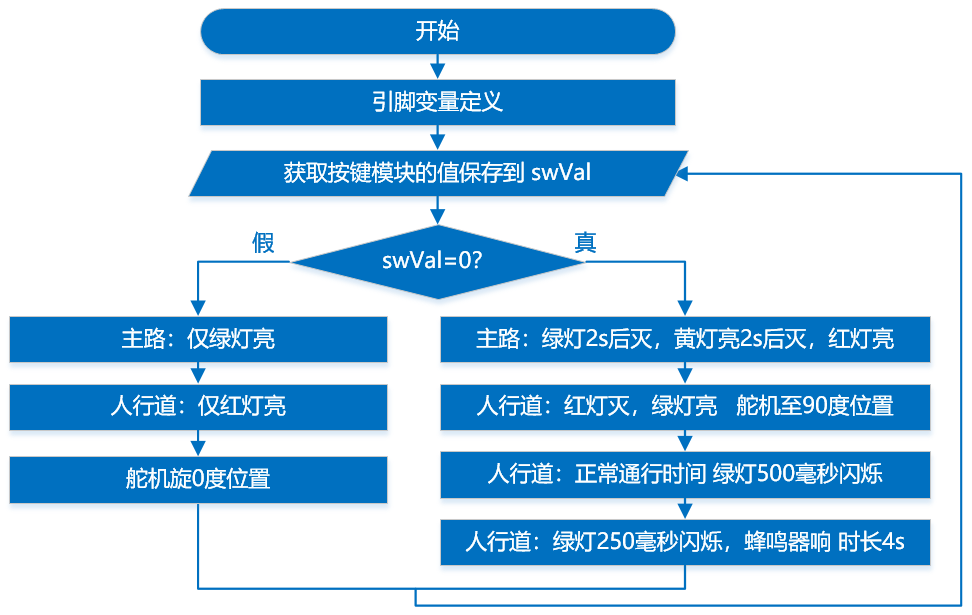 开始
引脚变量定义
获取按键模块的值保存到 swVal
假
真
swVal=0?
主路：仅绿灯亮
人行道：仅红灯亮
舵机旋0度位置
主路：绿灯2s后灭，黄灯亮2s后灭，红灯亮
人行道：红灯灭，绿灯亮 舵机至90度位置
人行道：正常通行时间 绿灯500毫秒闪烁
人行道：绿灯250毫秒闪烁，蜂鸣器响 时长4s